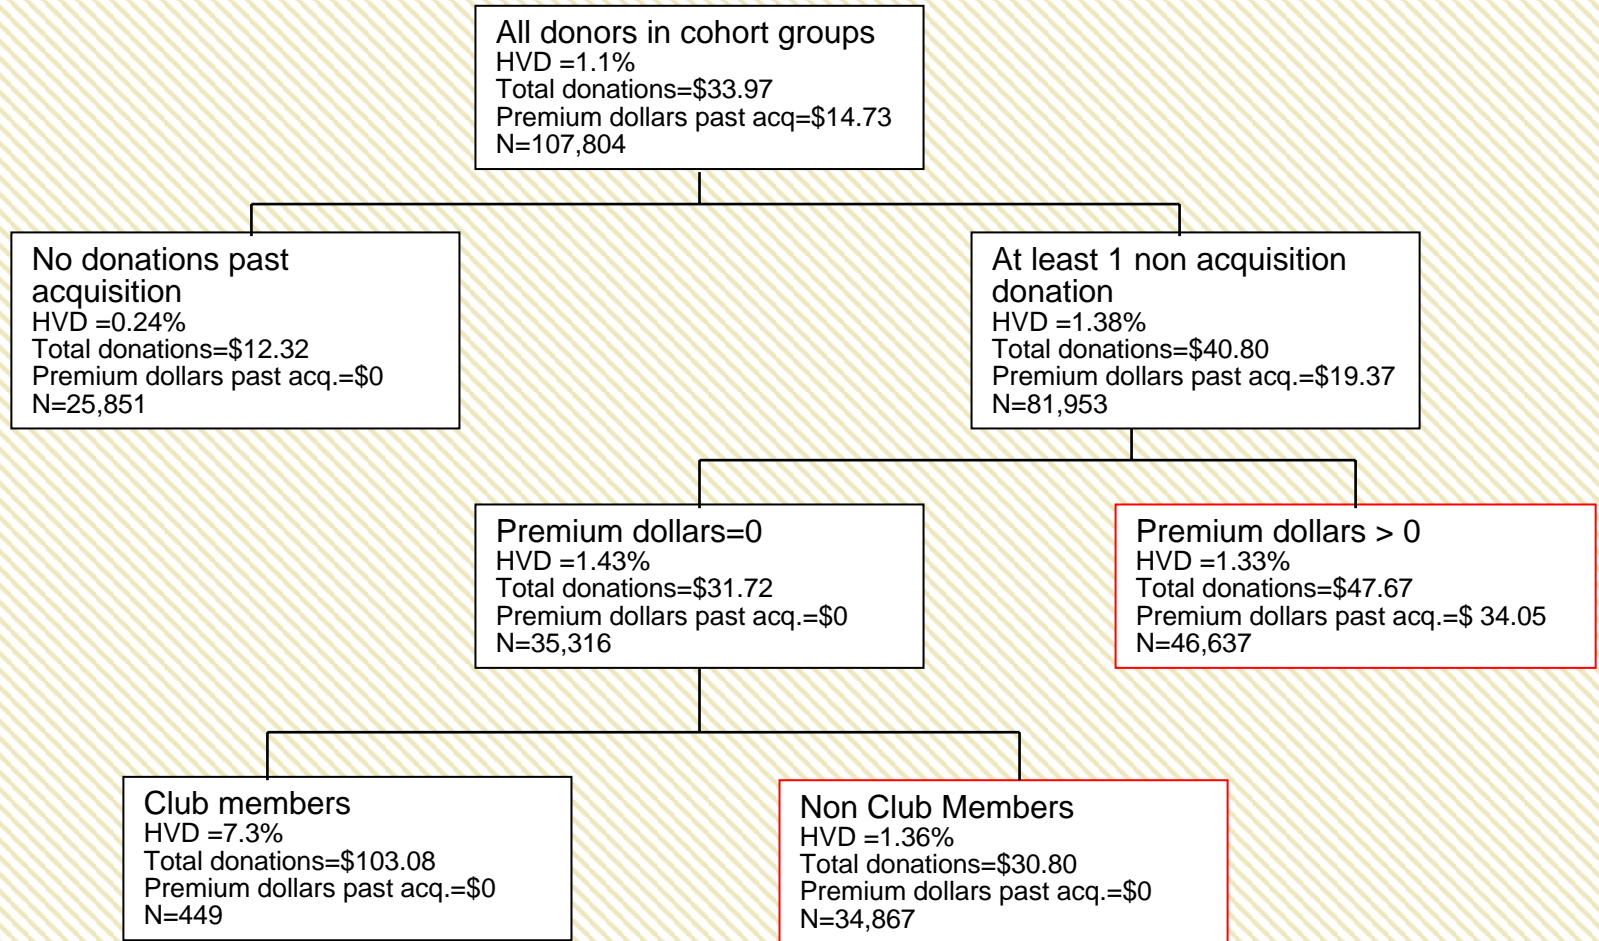 All donors in cohort groups
HVD =1.1%
Total donations=$33.97
Premium dollars past acq=$14.73
N=107,804
No donations past
acquisition
HVD =0.24%
Total donations=$12.32
Premium dollars past acq.=$0
N=25,851
At least 1 non acquisition
donation
HVD =1.38%
Total donations=$40.80
Premium dollars past acq.=$19.37
N=81,953
Premium dollars=0
HVD =1.43%
Total donations=$31.72
Premium dollars past acq.=$0
N=35,316
Premium dollars > 0
HVD =1.33%
Total donations=$47.67
Premium dollars past acq.=$ 34.05
N=46,637
Club members
HVD =7.3%
Total donations=$103.08
Premium dollars past acq.=$0
N=449
Non Club Members
HVD =1.36%
Total donations=$30.80
Premium dollars past acq.=$0
N=34,867